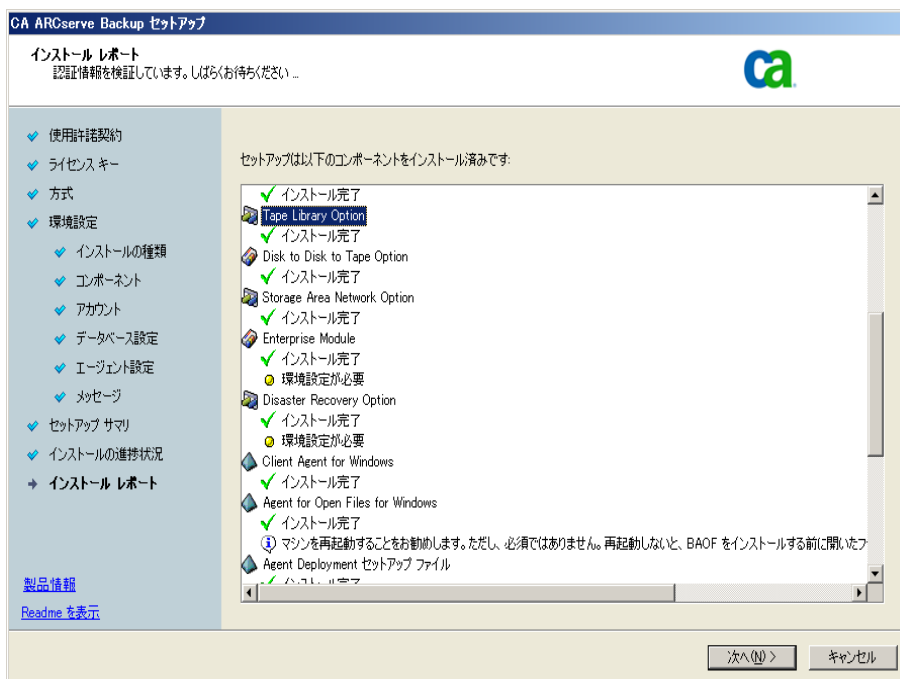 CA ARCserve Backup セットアップ
インストール レポート
認証情報を検証しています。しばらくお待ちください ...
ca
使用許諾契約
ライセンス キー
方式
環境設定
インストールの種類
コンポーネント
アカウント
データベース設定
エージェント設定
メッセージ
セットアップ サマリ
インストールの進捗状況
インストール レポート
製品情報
Readme を表示
セットアップは以下のコンポーネントをインストール済みです:
インストール完了
Tape Library Option
インストール完了
Disk to Disk to Tape Option
インストール完了
Storage Area Network Option
インストール完了
Enterprise Module
インストール完了
環境設定が必要
Disaster Recovery Option
インストール完了
環境設定が必要
Client Agent for Windows
インストール完了
Agent for Open Files for Windows
インストール完了
マシンを再起動することをお勧めします。ただし、必須ではありません。再起動しないと、BAOF をインストールする前に開いたフ
Agent Deployment セットアップ ファイル
インストール完了
次へ(N) >
キャンセル